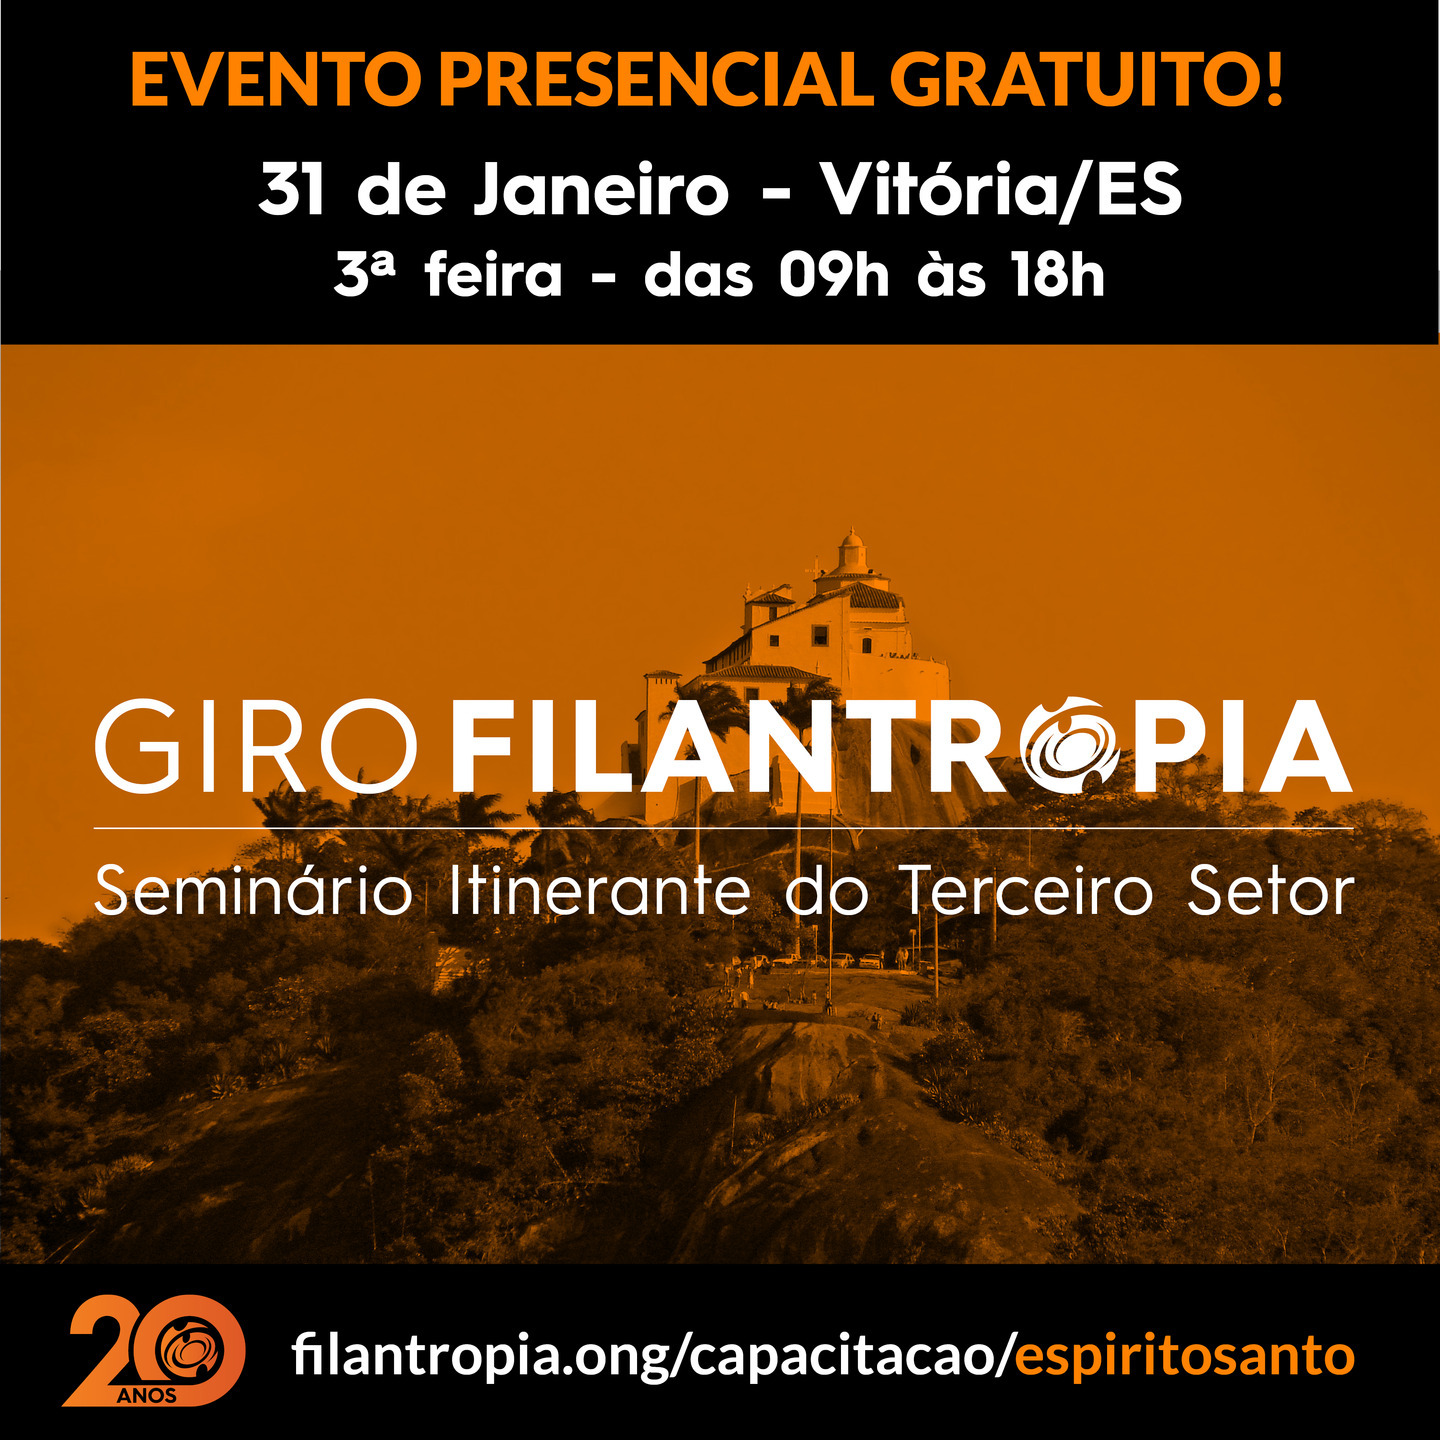 EVENTO PRESENCIAL GRATUITO!
31 de Janeiro - Vitória/ES
3ª feira - das 09h às 18h
GIRO FILANTROPIA
Seminário Itinerante do Terceiro Setor
20
ANOS
filantropia.ong/capacitacao/espiritosanto